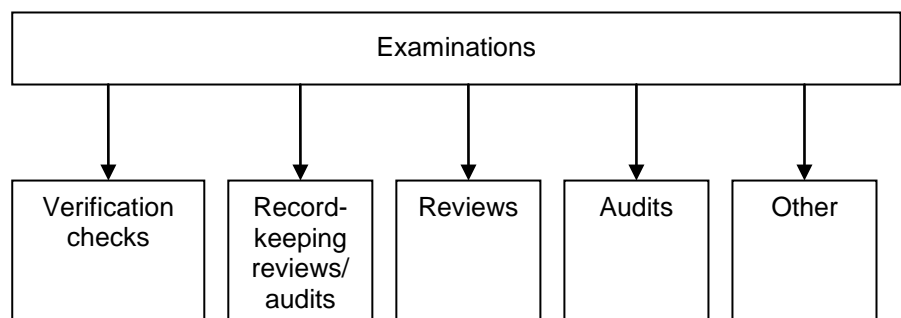 Examinations
Verification
checks
Record-
keeping
reviews/
audits
Reviews
Audits
Other